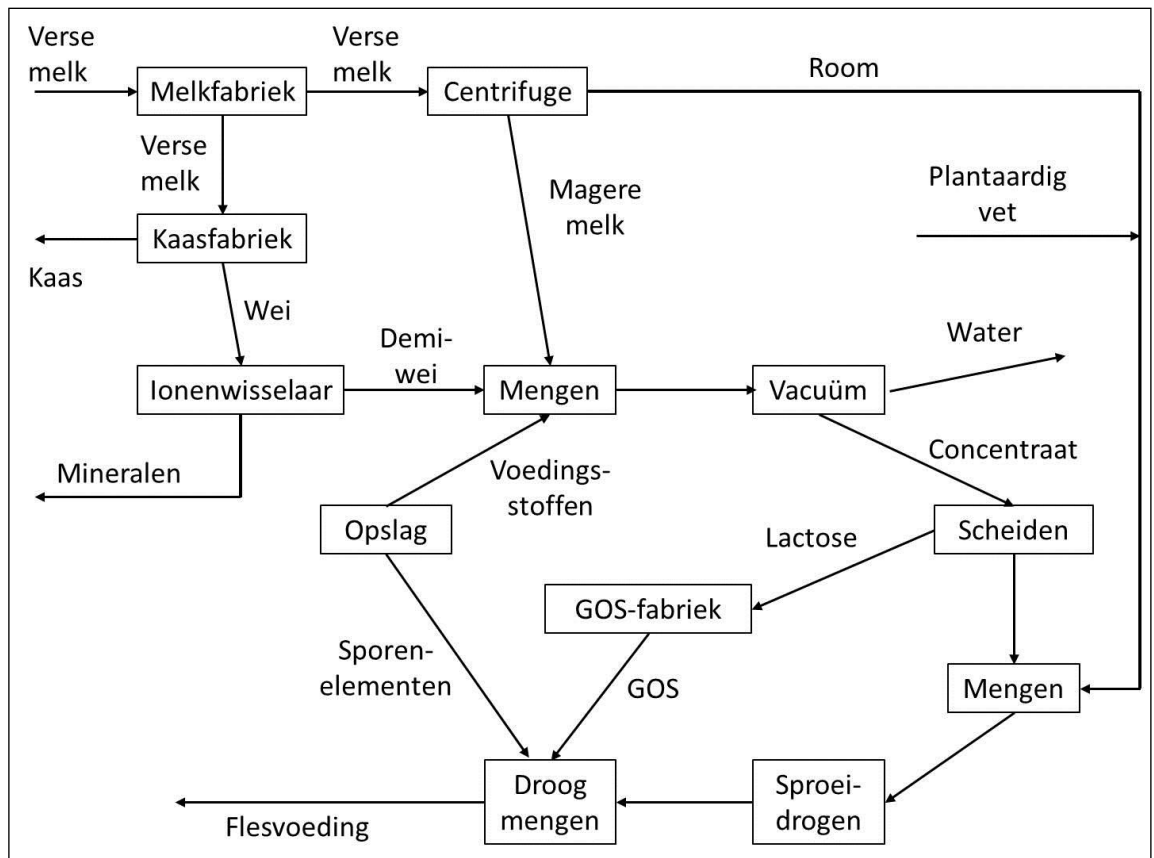 Verse
melk
Verse
melk
Room
Melkfabriek
Centrifuge
Verse
melk
Magere
melk
Plantaardig
vet
Kaasfabriek
Kaas
Wei
Demi-
wei
Water
Ionenwisselaar
Mengen
Vacuüm
Mineralen
Voedings-
stoffen
Concentraat
Opslag
Lactose
Scheiden
GOS-fabriek
Sporen-
elementen
GOS
Mengen
Droog
mengen
Sproei-
drogen
Flesvoeding